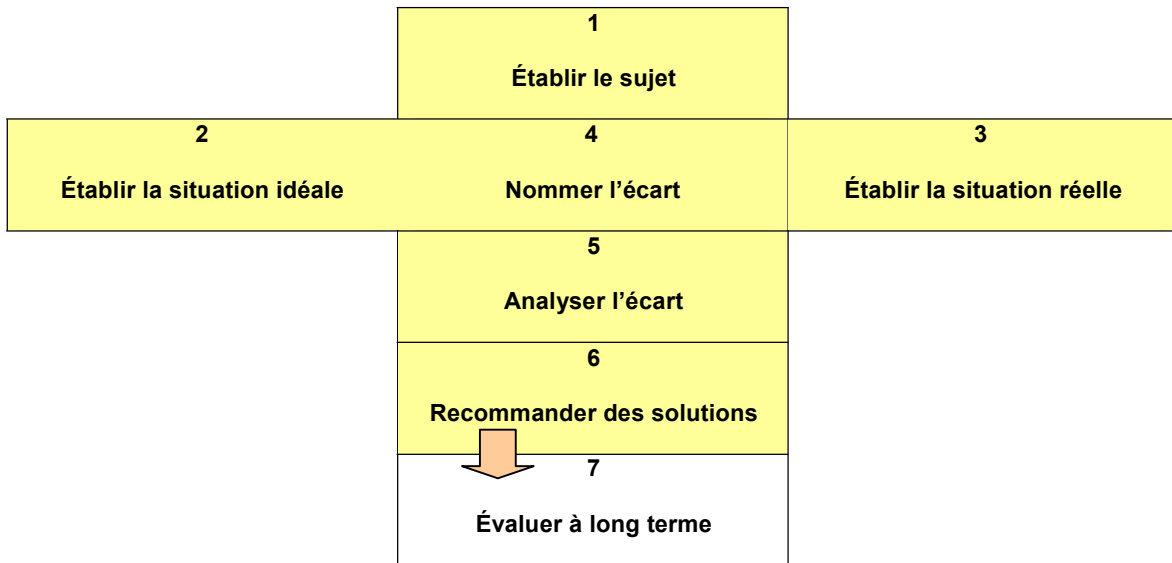 1
Établir le sujet
2
Établir la situation idéale
4
Nommer l’écart
3
Établir la situation réelle
5
Analyser l’écart
6
Recommander des solutions
7
Évaluer à long terme